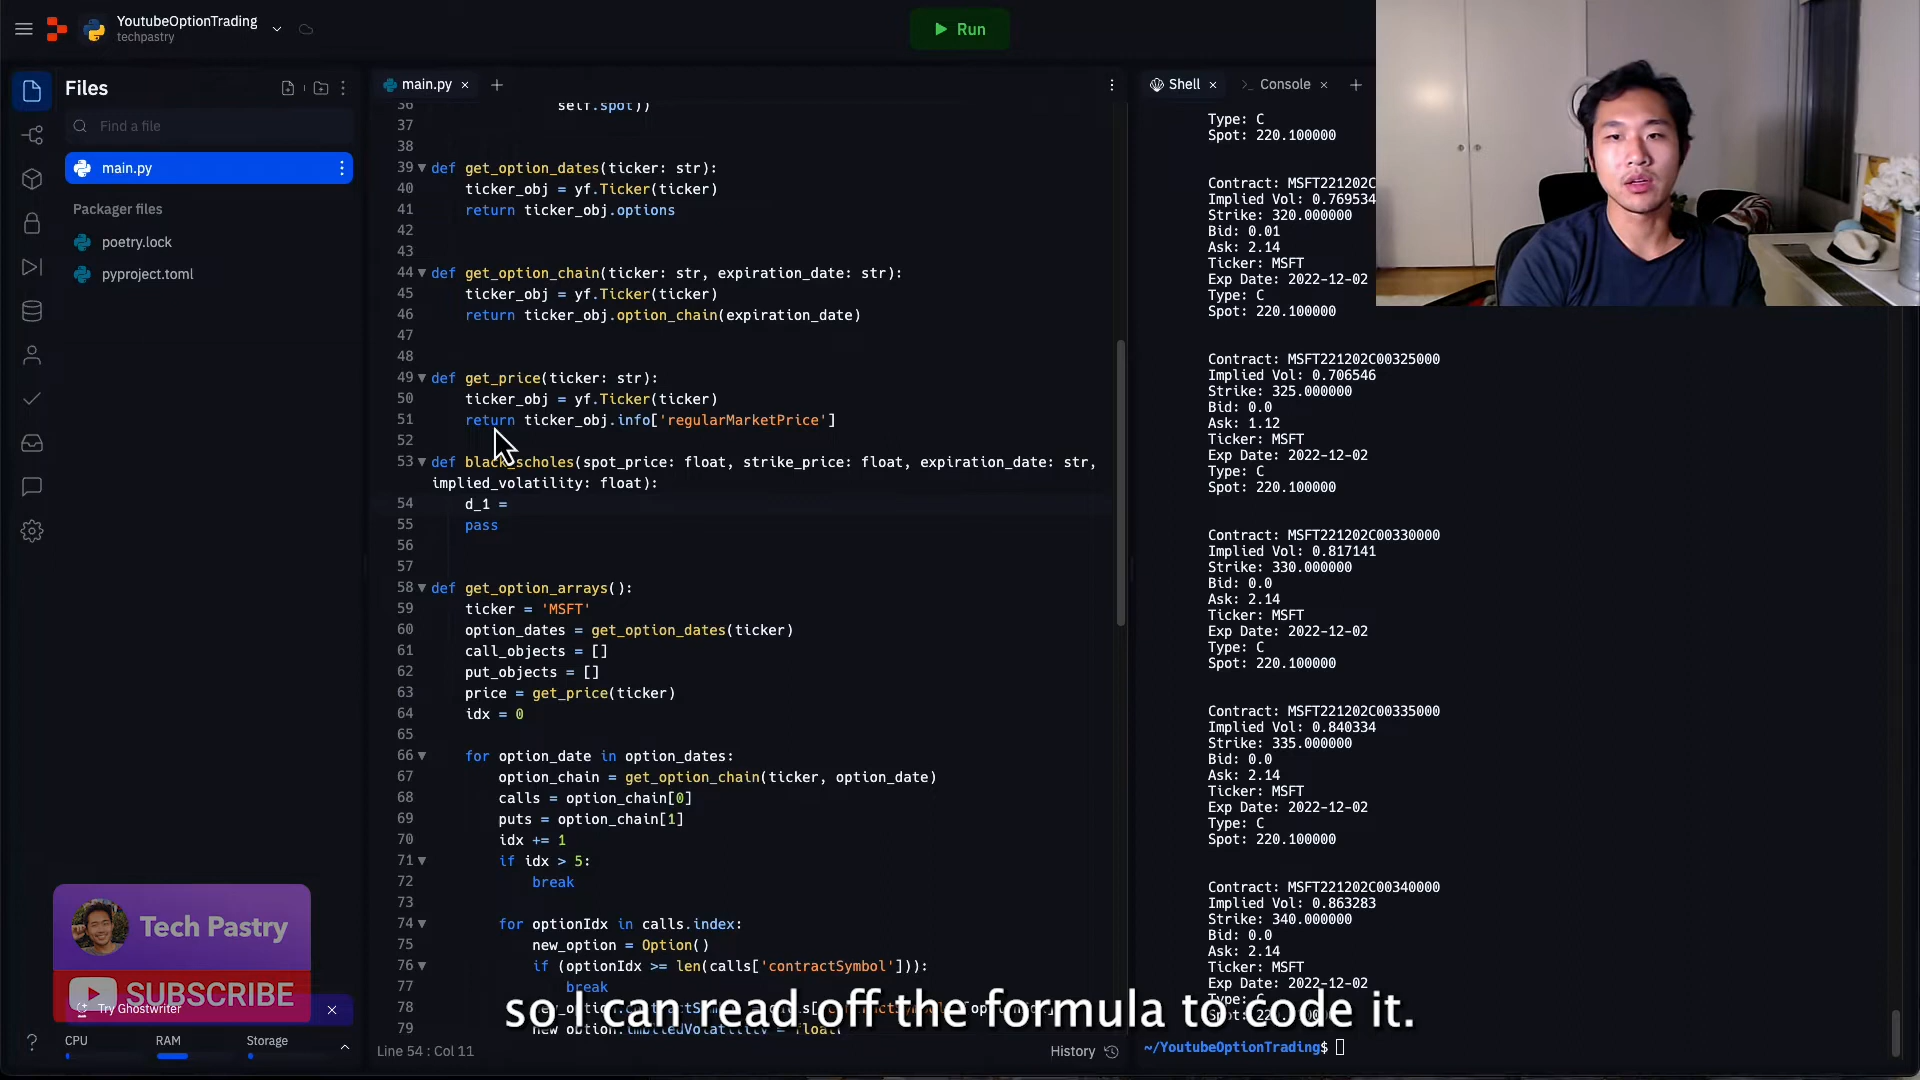 YoutubeOptionTrading
techpastry
Run
Files
Find a file
main.py
Packager files
poetry.lock
pyproject.toml
main.py
36 self.spot))
37
38
39 def get_option_dates(ticker: str):
40 ticker_obj = yf.Ticker(ticker)
41 return ticker_obj.options
42
43
44 def get_option_chain(ticker: str, expiration_date: str):
45 ticker_obj = yf.Ticker(ticker)
46 return ticker_obj.option_chain(expiration_date)
47
48
49 def get_price(ticker: str):
50 ticker_obj = yf.Ticker(ticker)
51 return ticker_obj.info['regularMarketPrice']
52
53 def black_scholes(spot_price: float, strike_price: float, expiration_date: str,
implied_volatility: float):
54 d_1 =
55 pass
56
57
58 def get_option_arrays():
59 ticker = 'MSFT'
60 option_dates = get_option_dates(ticker)
61 call_objects = []
62 put_objects = []
63 price = get_price(ticker)
64 idx = 0
65
66 for option_date in option_dates:
67 option_chain = get_option_chain(ticker, option_date)
68 calls = option_chain[0]
69 puts = option_chain[1]
70 idx += 1
71 if idx > 5:
72 break
73
74 for optionIdx in calls.index:
75 new_option = Option()
76 if (optionIdx >= len(calls['contractSymbol'])):
77 break
78
79 new_option.impliedVolatility = float(
Line 54 : Col 11
History
Shell
Console
Type: C
Spot: 220.100000
Contract: MSFT221202C
Implied Vol: 0.769534
Strike: 320.000000
Bid: 0.01
Ask: 2.14
Ticker: MSFT
Exp Date: 2022-12-02
Type: C
Spot: 220.100000
Contract: MSFT221202C00325000
Implied Vol: 0.706546
Strike: 325.000000
Bid: 0.0
Ask: 1.12
Ticker: MSFT
Exp Date: 2022-12-02
Type: C
Spot: 220.100000
Contract: MSFT221202C00330000
Implied Vol: 0.817141
Strike: 330.000000
Bid: 0.0
Ask: 2.14
Ticker: MSFT
Exp Date: 2022-12-02
Type: C
Spot: 220.100000
Contract: MSFT221202C00335000
Implied Vol: 0.840334
Strike: 335.000000
Bid: 0.0
Ask: 2.14
Ticker: MSFT
Exp Date: 2022-12-02
Type: C
Spot: 220.100000
Contract: MSFT221202C00340000
Implied Vol: 0.863283
Strike: 340.000000
Bid: 0.0
Ask: 2.14
Ticker: MSFT
Exp Date: 2022-12-02
Type: C
~/YoutubeOptionTrading$
Tech Pastry
SUBSCRIBE
Try Ghostwriter
CPU
RAM
Storage
so I can read off the formula to code it.